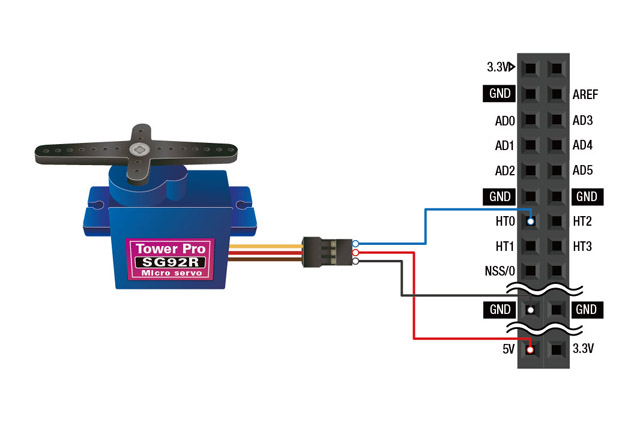 3.3V
GND AREF
AD0 AD3
AD1 AD4
AD2 AD5
GND GND
HT0 HT2
HT1 HT3
NSS/0
GND GND
5V 3.3V
Tower Pro
SG92R
Micro servo